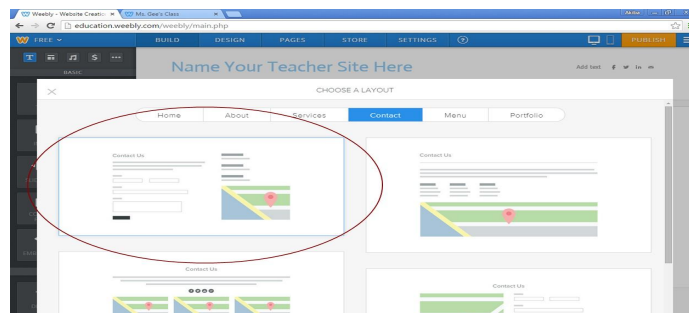 Weebly - Website Creatio
Ms. Gee's Class
education.weebly.com/weebly/main.php
FREE
BUILD DESIGN PAGES STORE SETTINGS
PUBLISH
BASIC
Name Your Teacher Site Here
Add text
CHOOSE A LAYOUT
Home About Services Contact Menu Portfolio
Contact Us
Contact Us
Contact Us
Contact Us